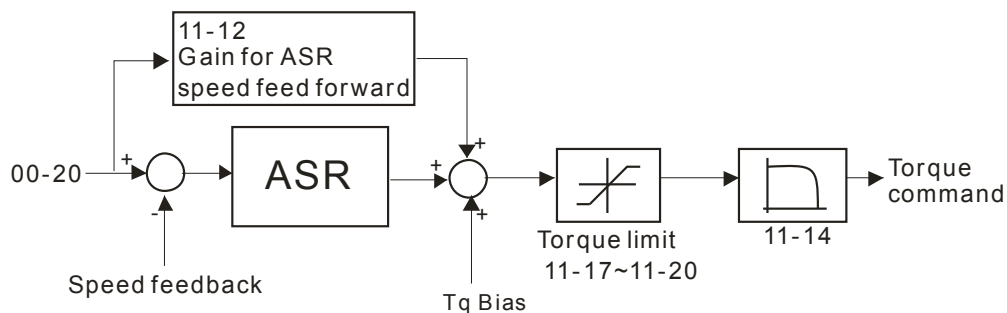 11-12
Gain for ASR
speed feed forward
+
00-20
+
ASR
+
+
-
Torque
command
Torque limit
11-17~11-20
11-14
Speed feedback
Tq Bias